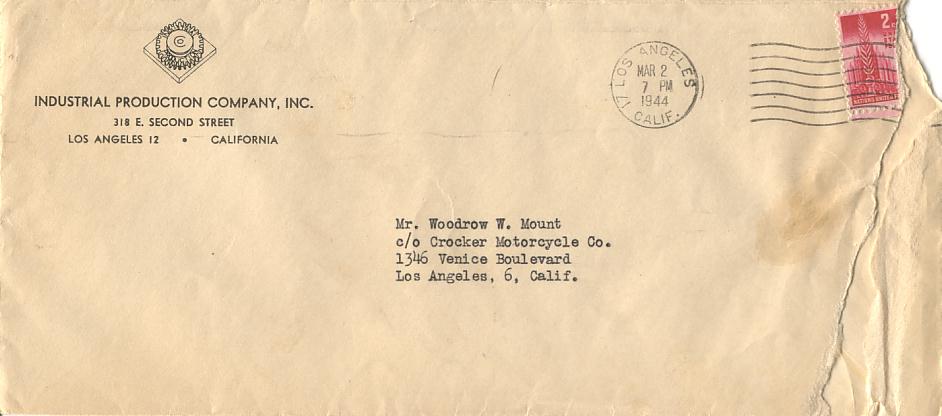 INDUSTRIAL PRODUCTION COMPANY, INC.
318 E. SECOND STREET
LOS ANGELES 12 • CALIFORNIA
LOS ANGELES
MAR 2
7 PM
1944
CALIF.
2
Mr. Woodrow W. Mount
c/o Crocker Motorcycle Co.
1346 Venice Boulevard
Los Angeles, 6, Calif.